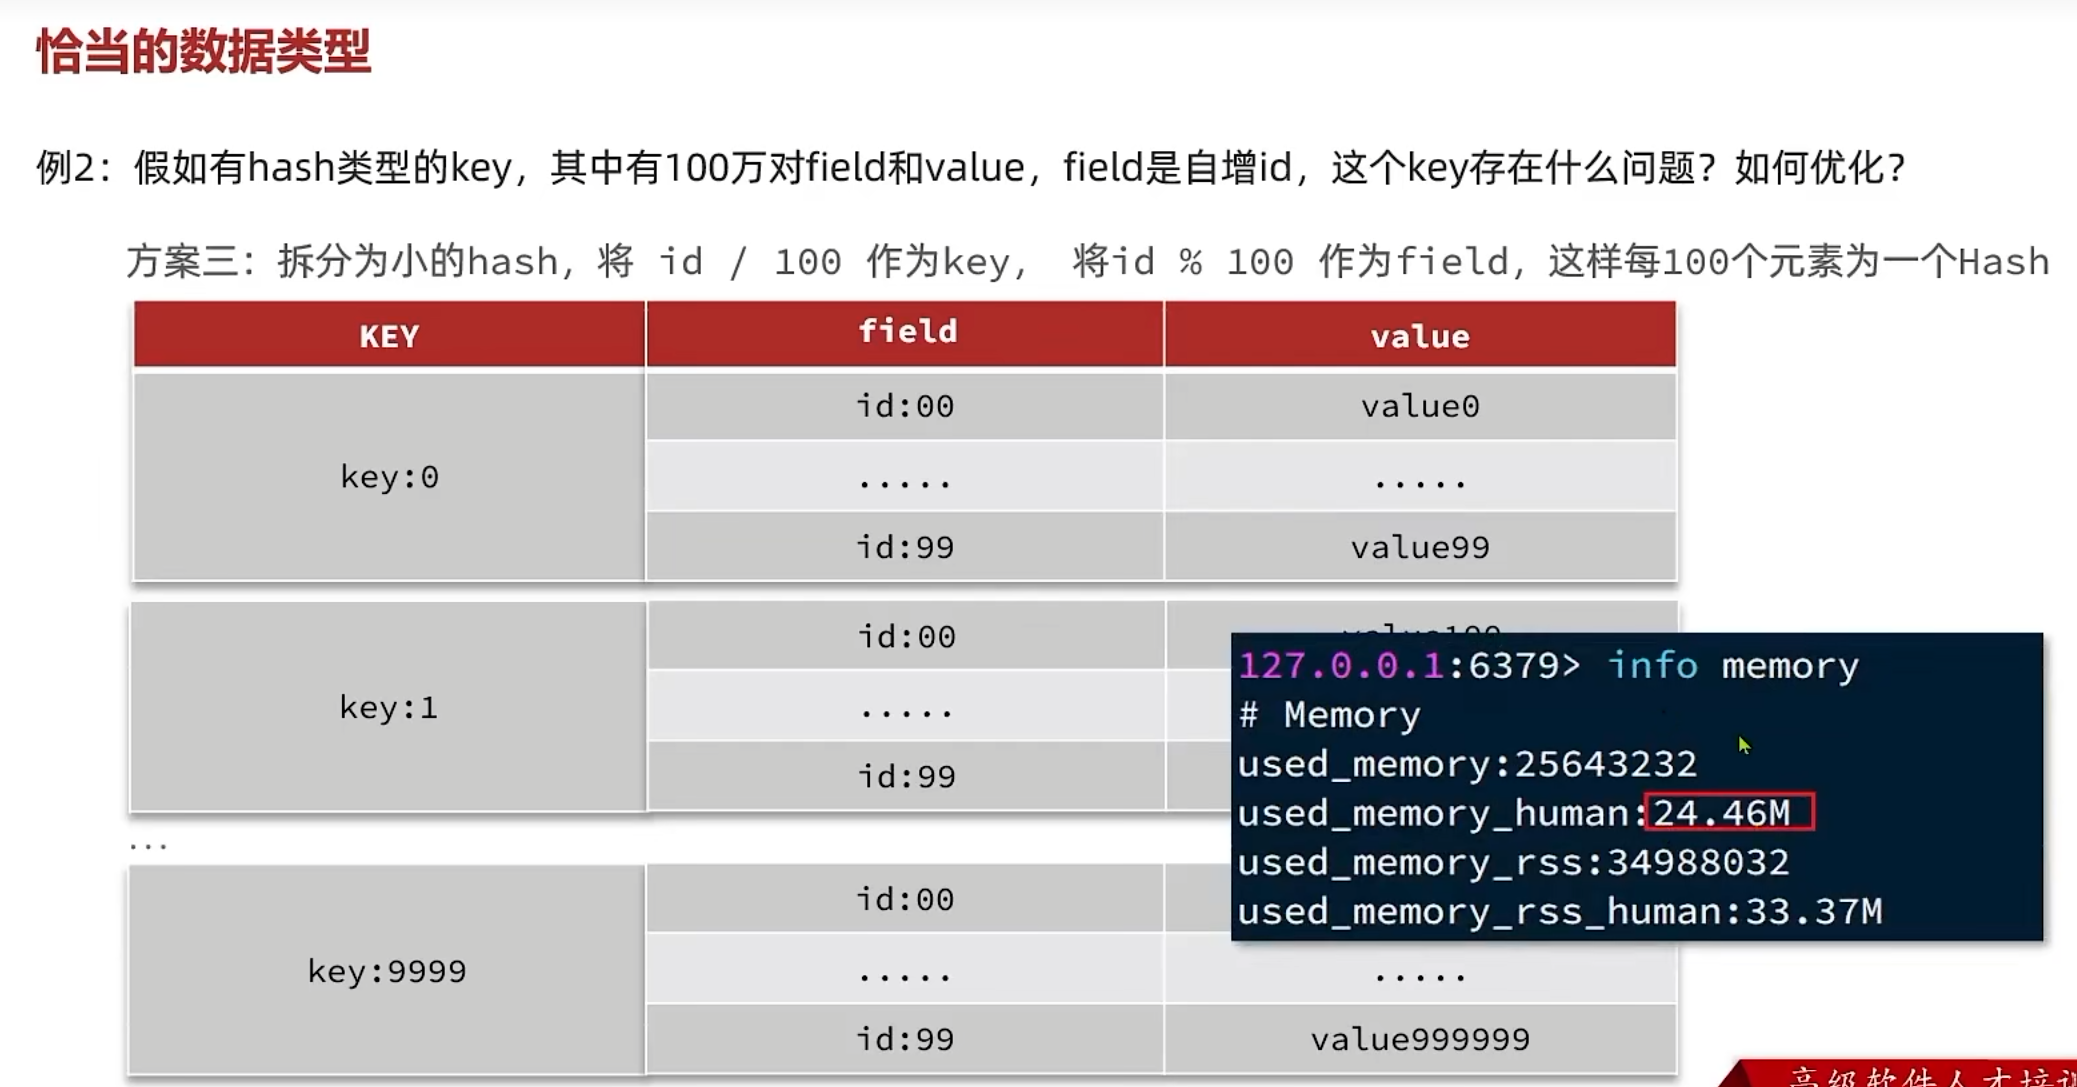 恰当的数据类型
例2：假如有hash类型的key，其中有100万对field和value，field是自增id，这个key存在什么问题？如何优化？
方案三：拆分为小的hash，将 id / 100 作为key， 将id % 100 作为field，这样每100个元素为一个Hash
KEY field value
key:0
id:00 value0
..... .....
id:99 value99
key:1
id:00
.....
id:99
...
127.0.0.1:6379> info memory
# Memory
used_memory:25643232
used_memory_human:24.46M
used_memory_rss:34988032
used_memory_rss_human:33.37M
key:9999
id:00
..... .....
id:99 value999999
高级软件人才培训